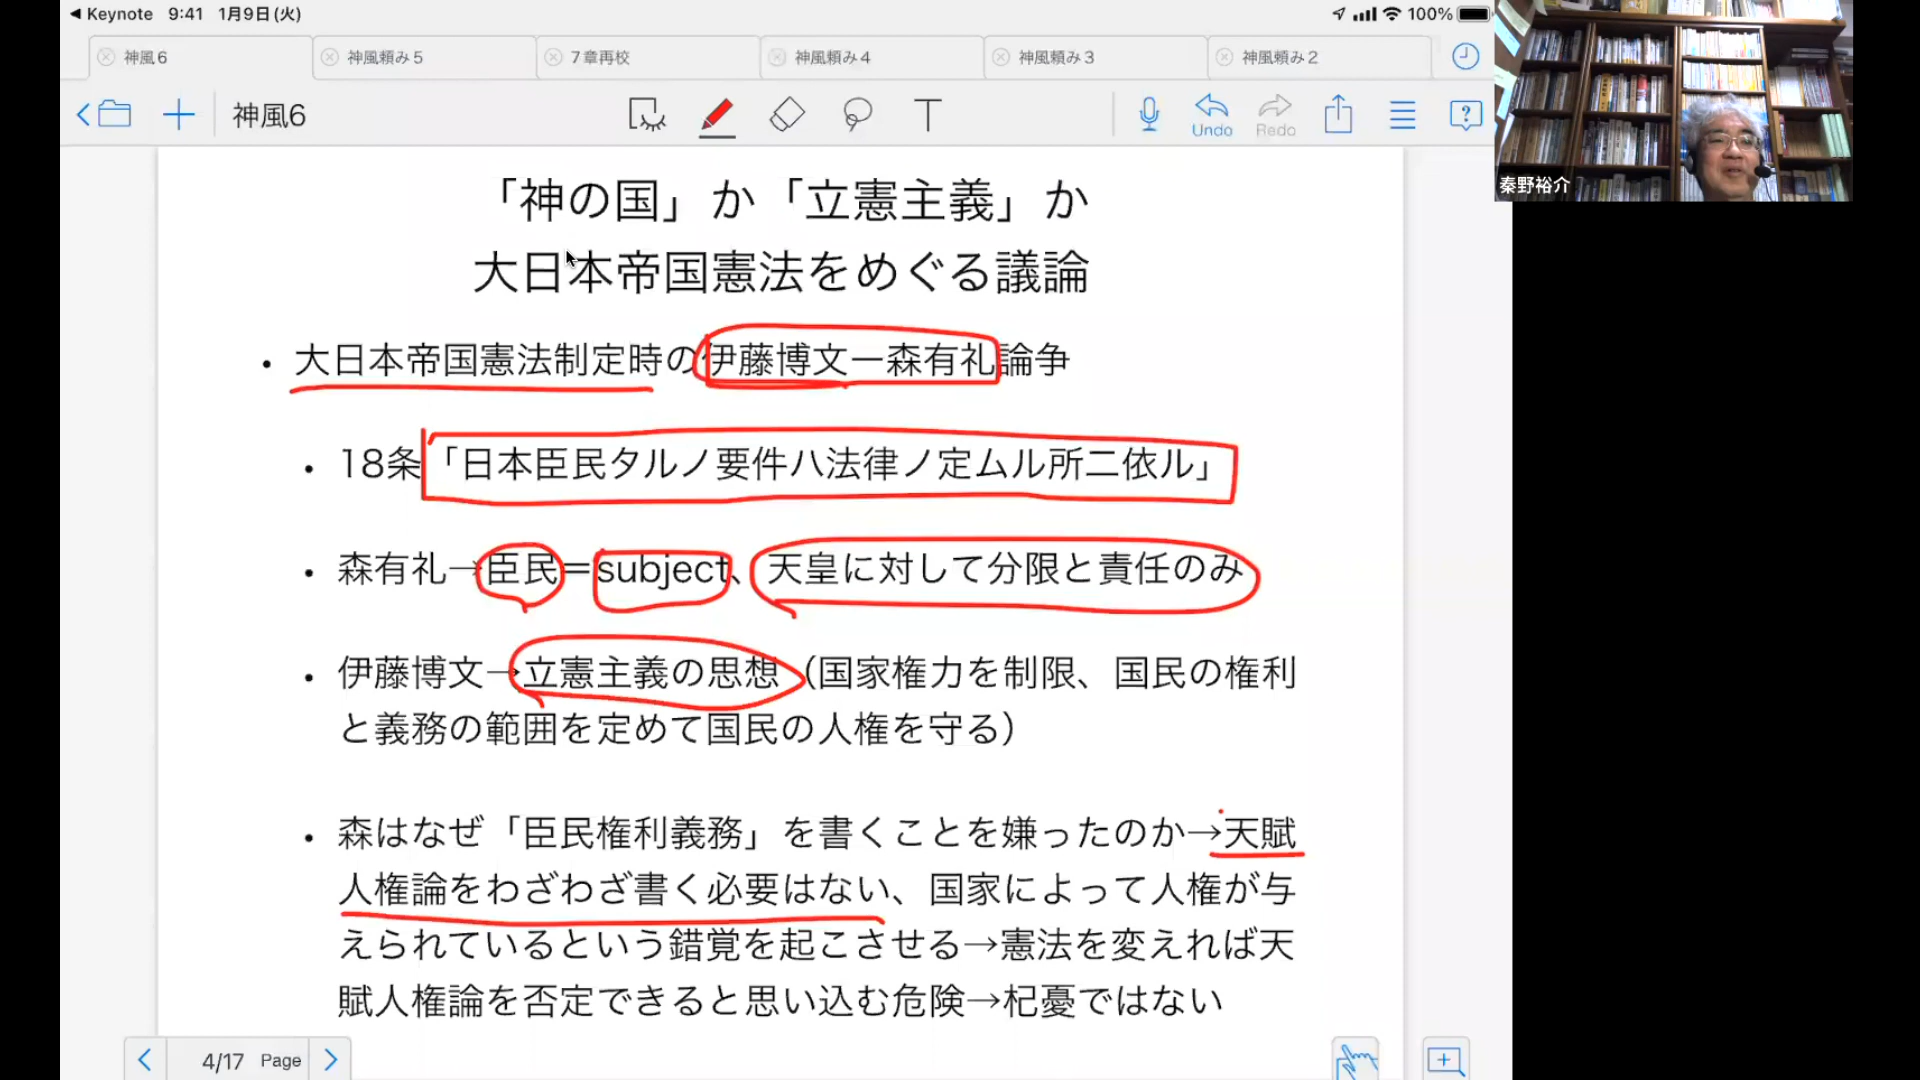 Keynote 9:41 1月9日(火) 100%
神風6 神風頼み5 7章再校 神風頼み4 神風頼み3 神風頼み2
神風6 T Undo Redo ?
秦野裕介
「神の国」か「立憲主義」か
大日本帝国憲法をめぐる議論
• 大日本帝国憲法制定時の伊藤博文ー森有礼論争
• 18条「日本臣民タルノ要件ハ法律ノ定ムル所ニ依ル」
• 森有礼→臣民＝subject、天皇に対して分限と責任のみ
• 伊藤博文→立憲主義の思想（国家権力を制限、国民の権利
と義務の範囲を定めて国民の人権を守る）
• 森はなぜ「臣民権利義務」を書くことを嫌ったのか→天賦
人権論をわざわざ書く必要はない、国家によって人権が与
えられているという錯覚を起こさせる→憲法を変えれば天
賦人権論を否定できると思い込む危険→杞憂ではない
4/17 Page